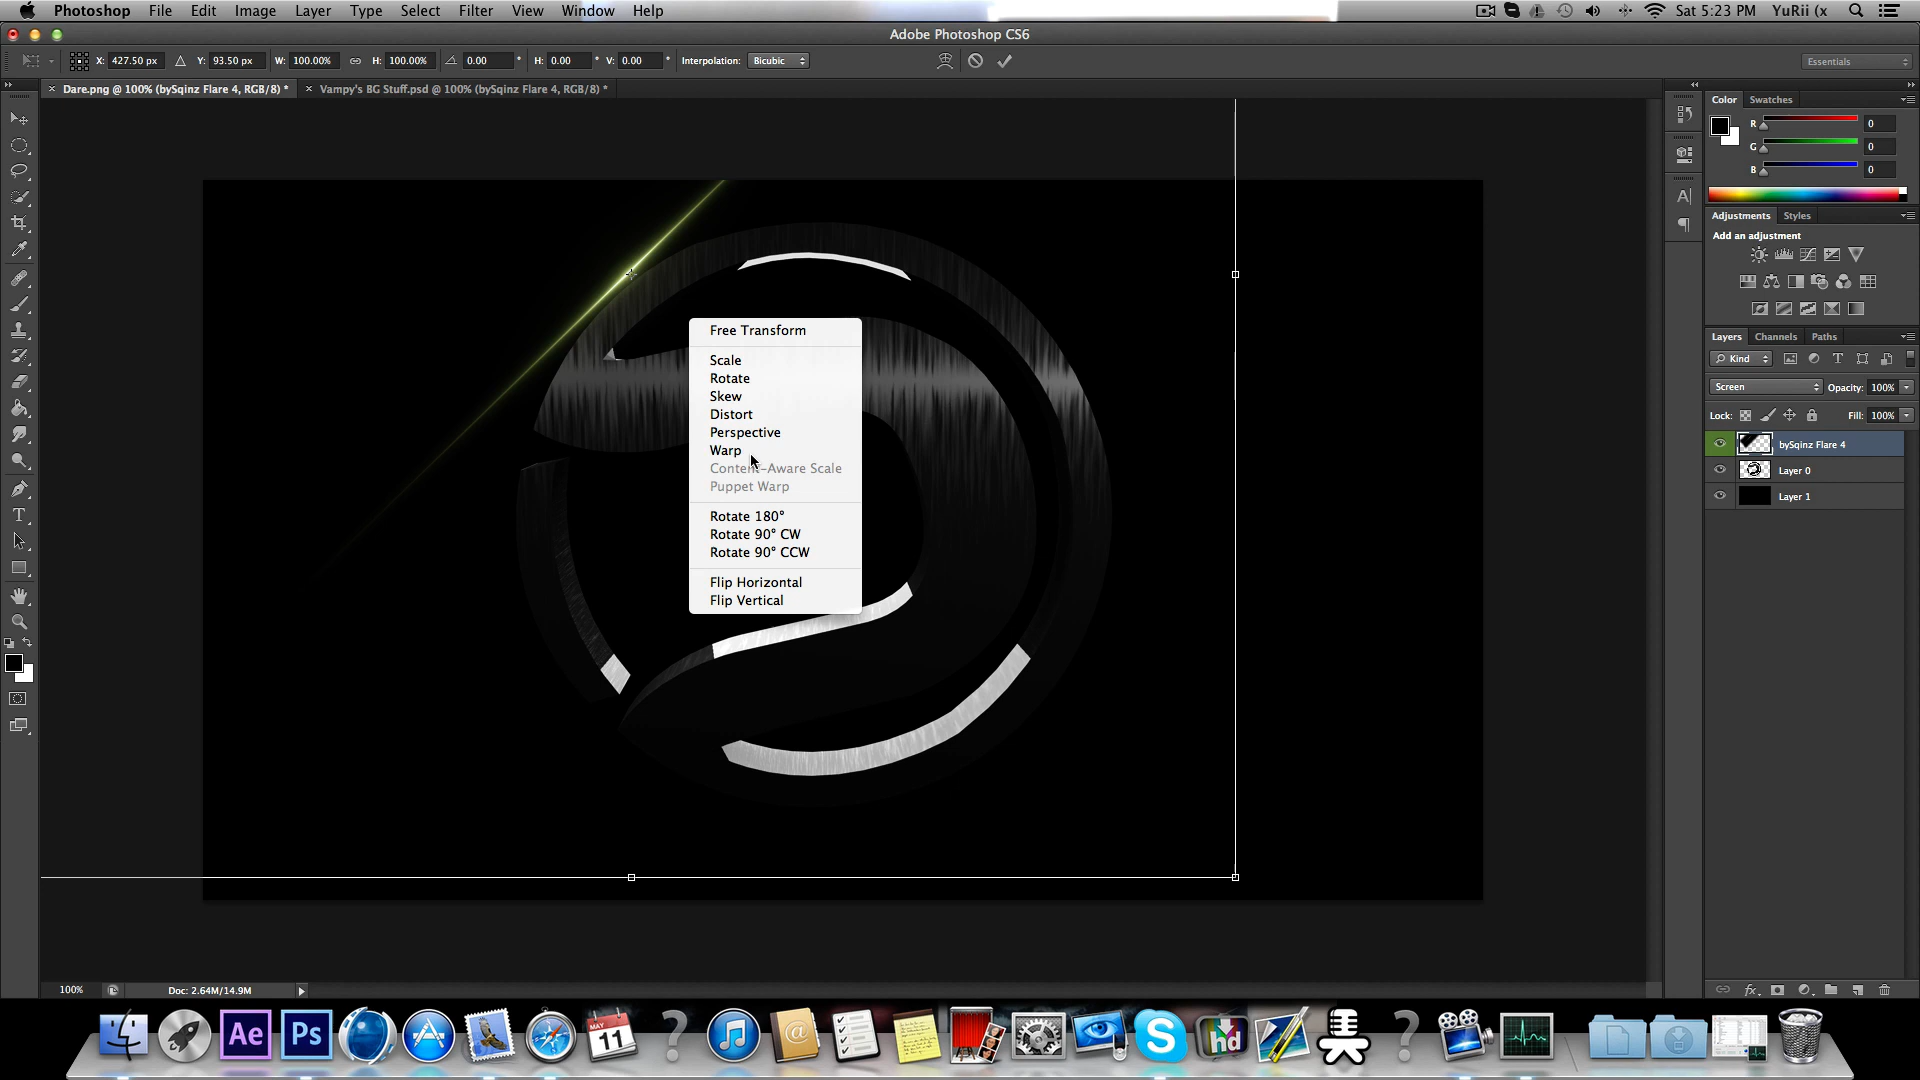 Photoshop File Edit Image Layer Type Select Filter View Window Help Sat 5:23 PM YuRii (x
Adobe Photoshop CS6
X: 427.50 px Y: 93.50 px W: 100.00% H: 100.00% 0.00 ° H: 0.00 ° V: 0.00 ° Interpolation: Bicubic Essentials
Dare.png @ 100% (bySqinz Flare 4, RGB/8) * Vampy's BG Stuff.psd @ 100% (bySqinz Flare 4, RGB/8) *
Color Swatches
R 0
G 0
B 0
Adjustments Styles
Add an adjustment
Free Transform
Scale
Rotate
Skew
Distort
Perspective
Warp
Content-Aware Scale
Puppet Warp
Rotate 180°
Rotate 90° CW
Rotate 90° CCW
Flip Horizontal
Flip Vertical
Layers Channels Paths
Kind
Screen Opacity: 100%
Lock: Fill: 100%
bySqinz Flare 4
Layer 0
Layer 1
100% Doc: 2.64M/14.9M
Ae Ps MAY 11 hd